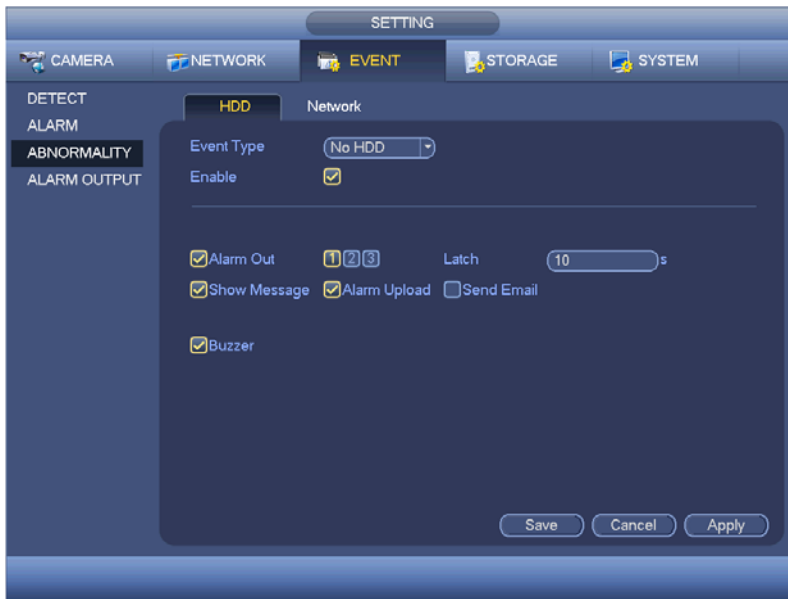 SETTING
CAMERA NETWORK EVENT STORAGE SYSTEM
DETECT
ALARM
ABNORMALITY
ALARM OUTPUT
HDD Network
Event Type No HDD
Enable
Alarm Out 1 2 3 Latch 10 s
Show Message Alarm Upload Send Email
Buzzer
Save Cancel Apply